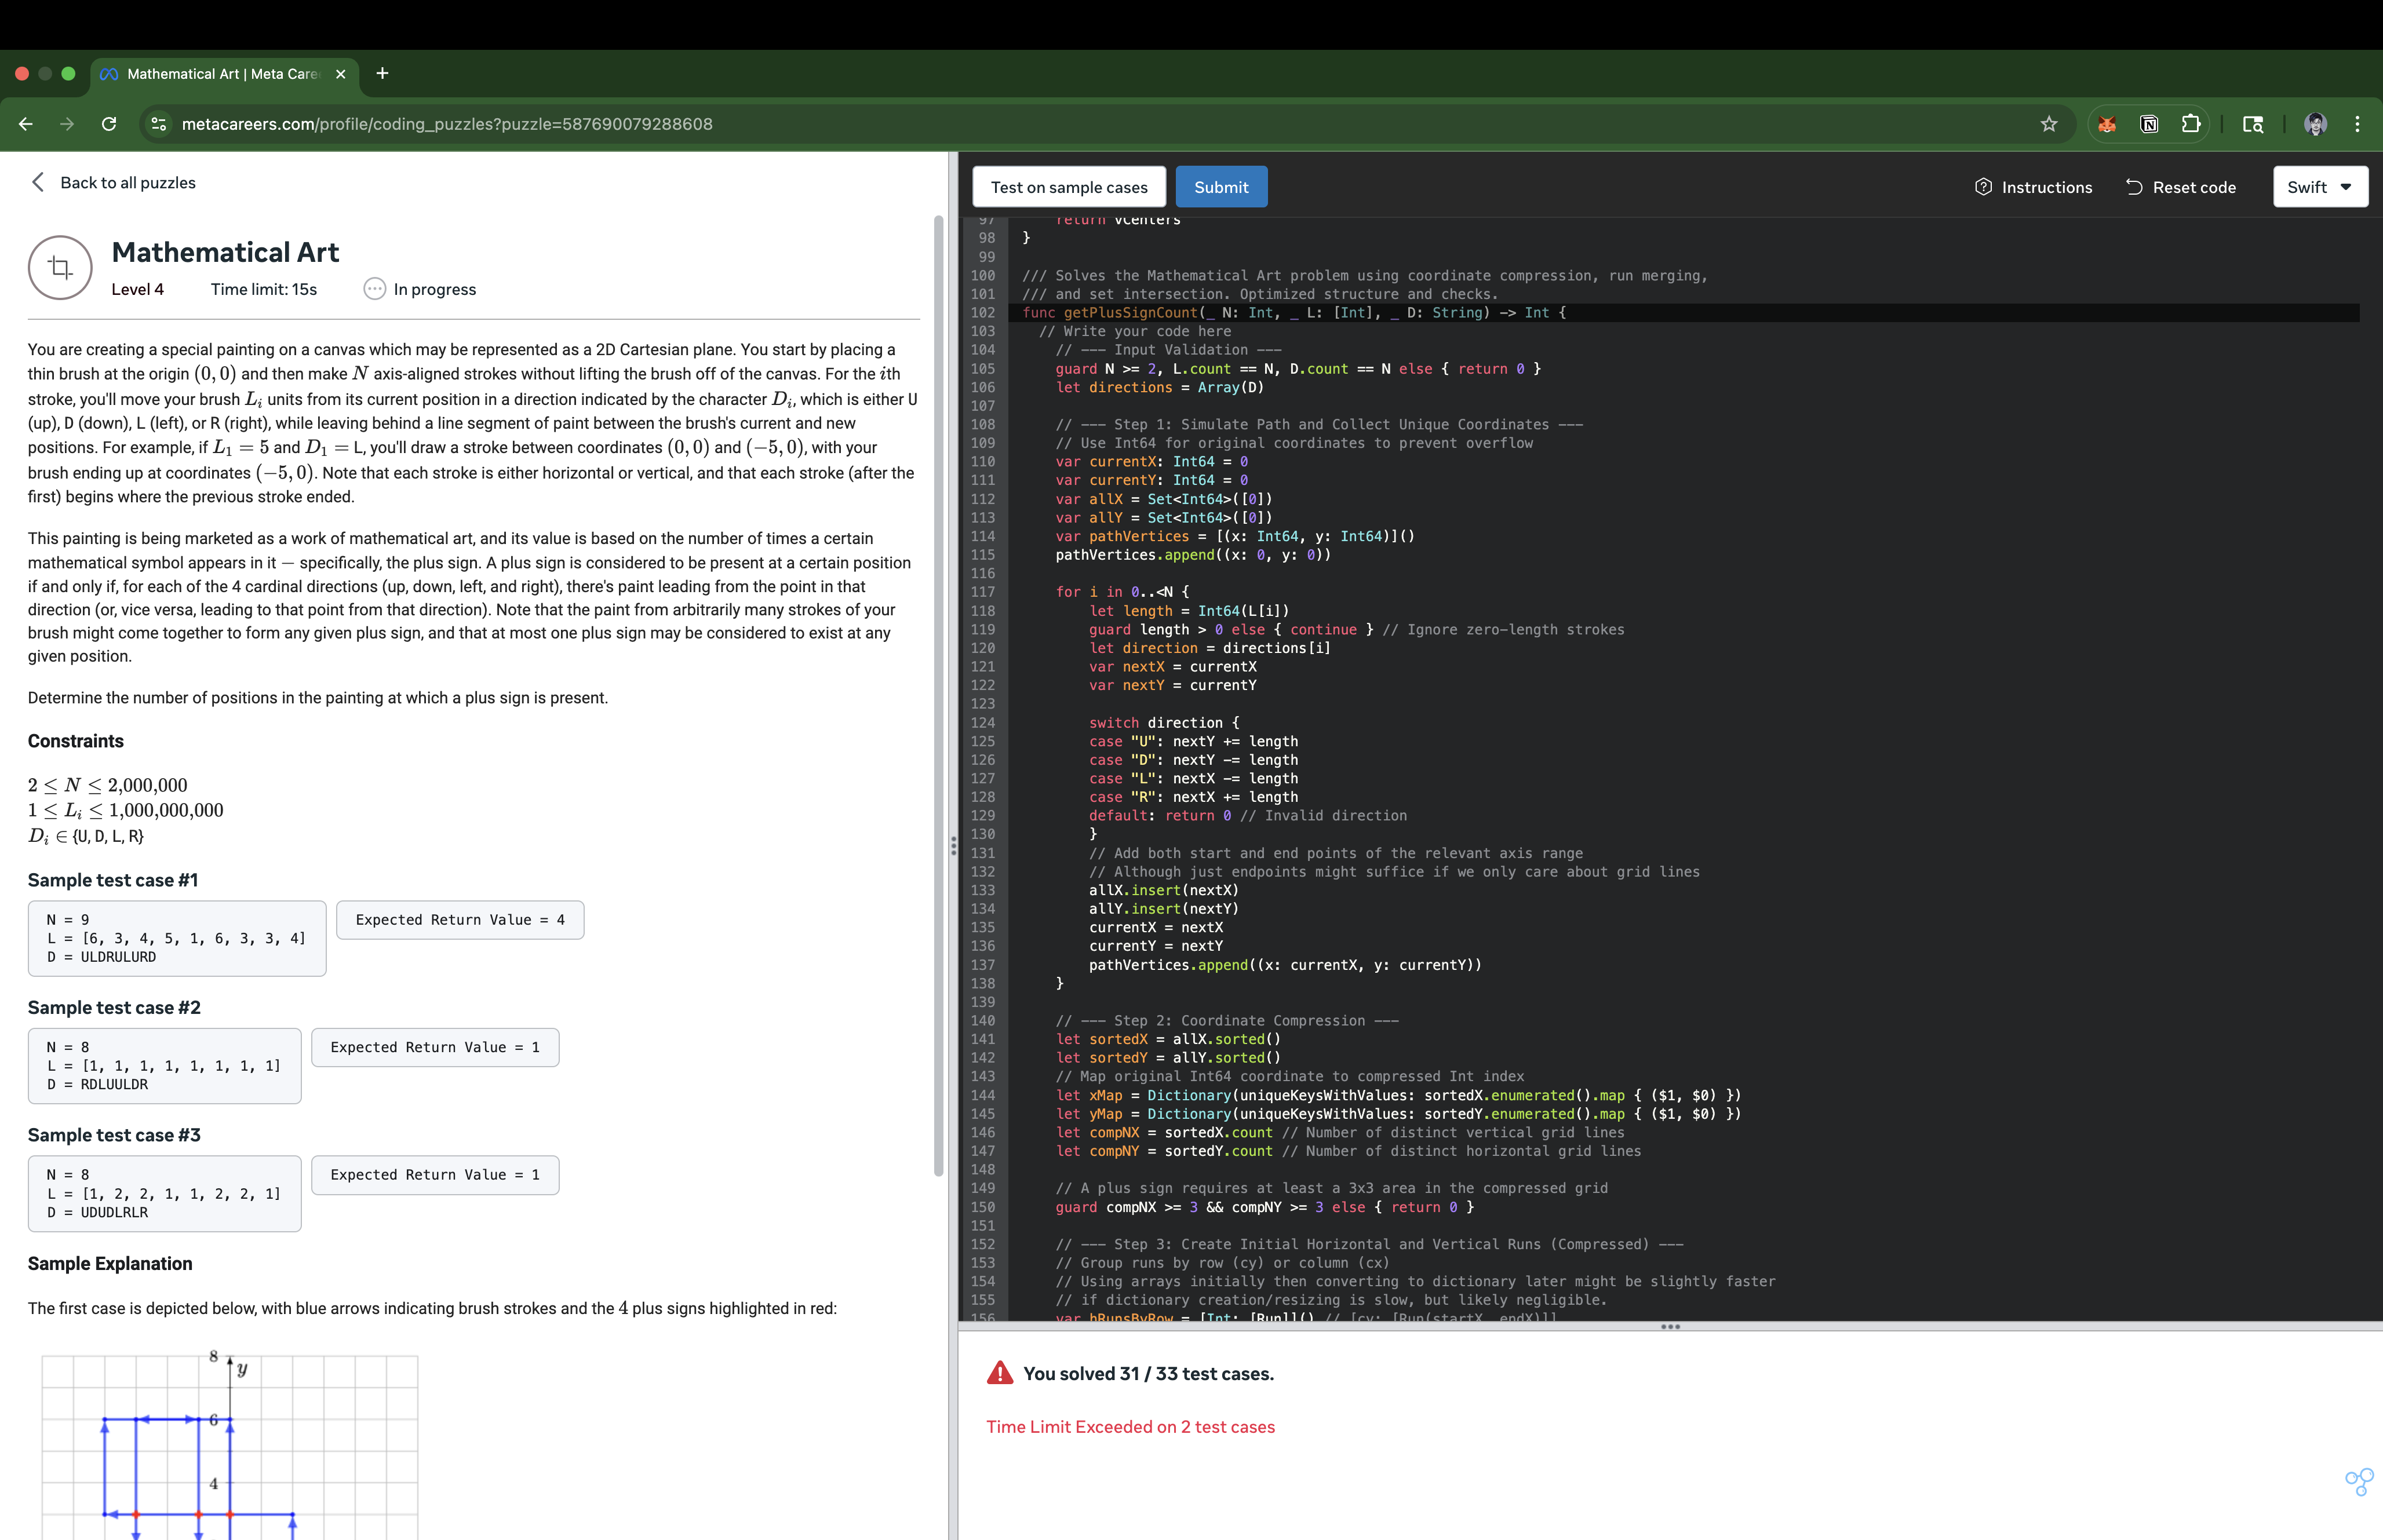 Mathematical Art | Meta Care
metacareers.com/profile/coding_puzzles?puzzle=587690079288608
Back to all puzzles
Mathematical Art
Level 4 Time limit: 15s In progress
You are creating a special painting on a canvas which may be represented as a 2D Cartesian plane. You start by placing a
thin brush at the origin (0, 0) and then make N axis-aligned strokes without lifting the brush off of the canvas. For the ith
stroke, you'll move your brush Lᵢ units from its current position in a direction indicated by the character Dᵢ, which is either U
(up), D (down), L (left), or R (right), while leaving behind a line segment of paint between the brush's current and new
positions. For example, if L₁ = 5 and D₁ = L, you'll draw a stroke between coordinates (0, 0) and (−5, 0), with your
brush ending up at coordinates (−5, 0). Note that each stroke is either horizontal or vertical, and that each stroke (after the
first) begins where the previous stroke ended.
This painting is being marketed as a work of mathematical art, and its value is based on the number of times a certain
mathematical symbol appears in it — specifically, the plus sign. A plus sign is considered to be present at a certain position
if and only if, for each of the 4 cardinal directions (up, down, left, and right), there's paint leading from the point in that
direction (or, vice versa, leading to that point from that direction). Note that the paint from arbitrarily many strokes of your
brush might come together to form any given plus sign, and that at most one plus sign may be considered to exist at any
given position.
Determine the number of positions in the painting at which a plus sign is present.
Constraints
2 ≤ N ≤ 2,000,000
1 ≤ Lᵢ ≤ 1,000,000,000
Dᵢ ∈ {U, D, L, R}
Sample test case #1
N = 9
L = [6, 3, 4, 5, 1, 6, 3, 3, 4]
D = ULDRULURD
Expected Return Value = 4
Sample test case #2
N = 8
L = [1, 1, 1, 1, 1, 1, 1, 1]
D = RDLUULDR
Expected Return Value = 1
Sample test case #3
N = 8
L = [1, 2, 2, 1, 1, 2, 2, 1]
D = UDUDLRLR
Expected Return Value = 1
Sample Explanation
The first case is depicted below, with blue arrows indicating brush strokes and the 4 plus signs highlighted in red:
8 y
6
4
Test on sample cases Submit Instructions Reset code Swift
97 return vCenters
98 }
99
100 /// Solves the Mathematical Art problem using coordinate compression, run merging,
101 /// and set intersection. Optimized structure and checks.
102 func getPlusSignCount(_ N: Int, _ L: [Int], _ D: String) -> Int {
103 // Write your code here
104 // --- Input Validation ---
105 guard N >= 2, L.count == N, D.count == N else { return 0 }
106 let directions = Array(D)
107
108 // --- Step 1: Simulate Path and Collect Unique Coordinates ---
109 // Use Int64 for original coordinates to prevent overflow
110 var currentX: Int64 = 0
111 var currentY: Int64 = 0
112 var allX = Set<Int64>([0])
113 var allY = Set<Int64>([0])
114 var pathVertices = [(x: Int64, y: Int64)]()
115 pathVertices.append((x: 0, y: 0))
116
117 for i in 0..<N {
118 let length = Int64(L[i])
119 guard length > 0 else { continue } // Ignore zero-length strokes
120 let direction = directions[i]
121 var nextX = currentX
122 var nextY = currentY
123
124 switch direction {
125 case "U": nextY += length
126 case "D": nextY -= length
127 case "L": nextX -= length
128 case "R": nextX += length
129 default: return 0 // Invalid direction
130 }
131 // Add both start and end points of the relevant axis range
132 // Although just endpoints might suffice if we only care about grid lines
133 allX.insert(nextX)
134 allY.insert(nextY)
135 currentX = nextX
136 currentY = nextY
137 pathVertices.append((x: currentX, y: currentY))
138 }
139
140 // --- Step 2: Coordinate Compression ---
141 let sortedX = allX.sorted()
142 let sortedY = allY.sorted()
143 // Map original Int64 coordinate to compressed Int index
144 let xMap = Dictionary(uniqueKeysWithValues: sortedX.enumerated().map { ($1, $0) })
145 let yMap = Dictionary(uniqueKeysWithValues: sortedY.enumerated().map { ($1, $0) })
146 let compNX = sortedX.count // Number of distinct vertical grid lines
147 let compNY = sortedY.count // Number of distinct horizontal grid lines
148
149 // A plus sign requires at least a 3x3 area in the compressed grid
150 guard compNX >= 3 && compNY >= 3 else { return 0 }
151
152 // --- Step 3: Create Initial Horizontal and Vertical Runs (Compressed) ---
153 // Group runs by row (cy) or column (cx)
154 // Using arrays initially then converting to dictionary later might be slightly faster
155 // if dictionary creation/resizing is slow, but likely negligible.
156 var hRunsByRow = [Int: [Run]]() // [cy: [Run(startX, endX)]]
You solved 31 / 33 test cases.
Time Limit Exceeded on 2 test cases